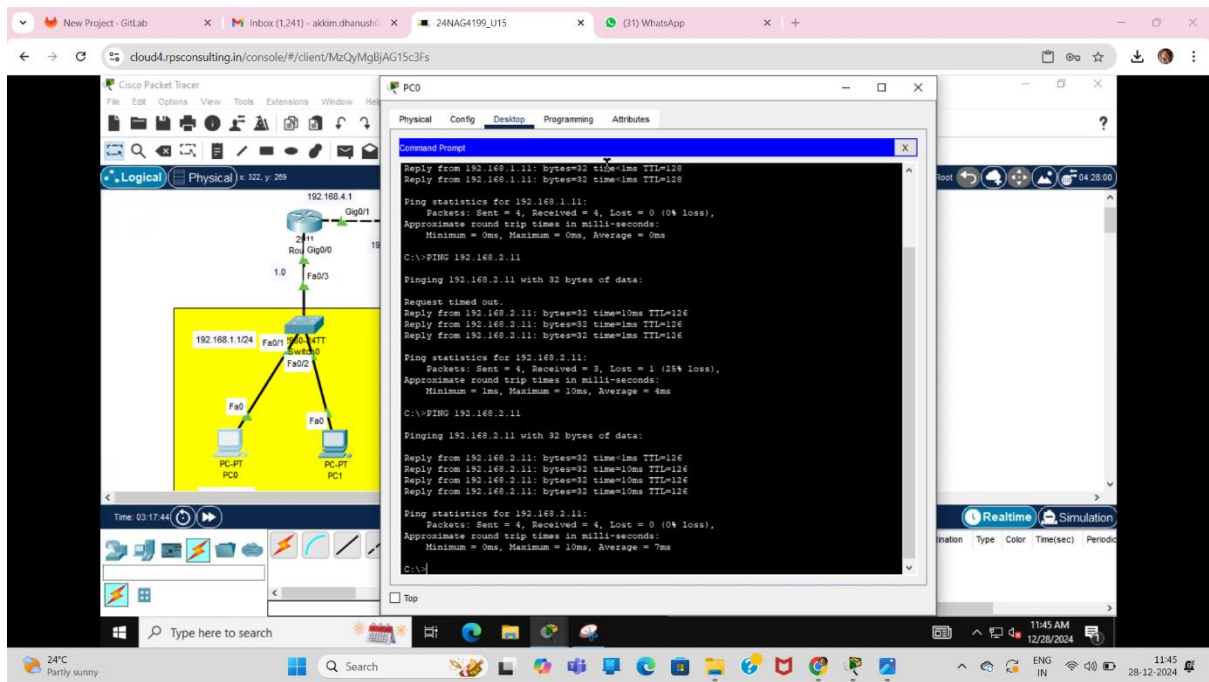 New Project · GitLab
Inbox (1,241) - akkim.dhanush
24NAG4199_U15
(31) WhatsApp
cloud4.rpsconsulting.in/console/#/client/MzQyMgBjAG15c3Fs
Cisco Packet Tracer
File Edit Options View Tools Extensions Window Hel
PC0
Physical Config Desktop Programming Attributes
Command Prompt
X
?
Logical Physical x: 322, y: 269
Root
04:28:00
192.168.4.1
Gig0/1
Rou Gig0/0
19
1.0
Fa0/3
192.168.1.1/24
Fa0/1
Switch0
Fa0/2
Fa0
Fa0
PC-PT
PC0
PC-PT
PC1
Reply from 192.168.1.11: bytes=32 time<1ms TTL=128
Reply from 192.168.1.11: bytes=32 time<1ms TTL=128
Ping statistics for 192.168.1.11:
Packets: Sent = 4, Received = 4, Lost = 0 (0% loss),
Approximate round trip times in milli-seconds:
Minimum = 0ms, Maximum = 0ms, Average = 0ms
C:\>PING 192.168.2.11
Pinging 192.168.2.11 with 32 bytes of data:
Request timed out.
Reply from 192.168.2.11: bytes=32 time=10ms TTL=126
Reply from 192.168.2.11: bytes=32 time=1ms TTL=126
Reply from 192.168.2.11: bytes=32 time=1ms TTL=126
Ping statistics for 192.168.2.11:
Packets: Sent = 4, Received = 3, Lost = 1 (25% loss),
Approximate round trip times in milli-seconds:
Minimum = 1ms, Maximum = 10ms, Average = 4ms
C:\>PING 192.168.2.11
Pinging 192.168.2.11 with 32 bytes of data:
Reply from 192.168.2.11: bytes=32 time<1ms TTL=126
Reply from 192.168.2.11: bytes=32 time=10ms TTL=126
Reply from 192.168.2.11: bytes=32 time=10ms TTL=126
Reply from 192.168.2.11: bytes=32 time=10ms TTL=126
Ping statistics for 192.168.2.11:
Packets: Sent = 4, Received = 4, Lost = 0 (0% loss),
Approximate round trip times in milli-seconds:
Minimum = 0ms, Maximum = 10ms, Average = 7ms
C:\>
Top
Time: 03:17:44
Realtime Simulation
ination Type Color Time(sec) Periodic
Type here to search
11:45 AM
12/28/2024
24°C
Partly sunny
Search
ENG
IN
11:45
28-12-2024